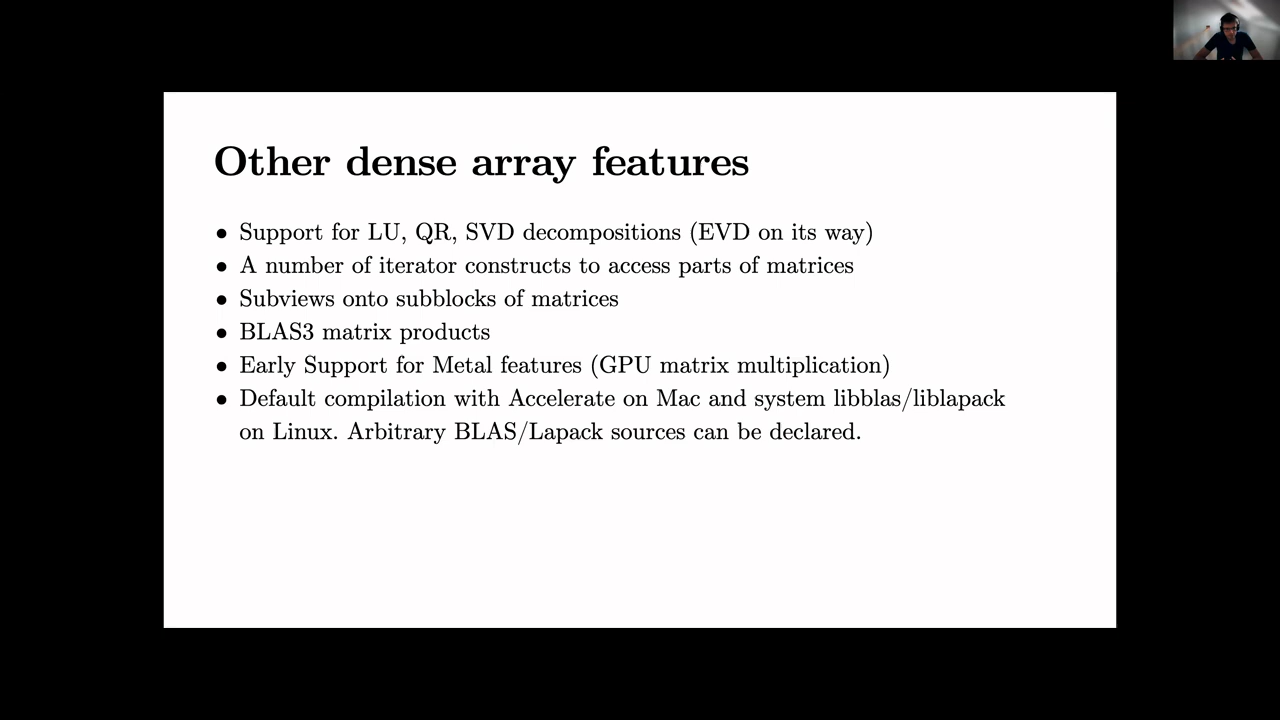 Other dense array features
• Support for LU, QR, SVD decompositions (EVD on its way)
• A number of iterator constructs to access parts of matrices
• Subviews onto subblocks of matrices
• BLAS3 matrix products
• Early Support for Metal features (GPU matrix multiplication)
• Default compilation with Accelerate on Mac and system libblas/liblapack
on Linux. Arbitrary BLAS/Lapack sources can be declared.